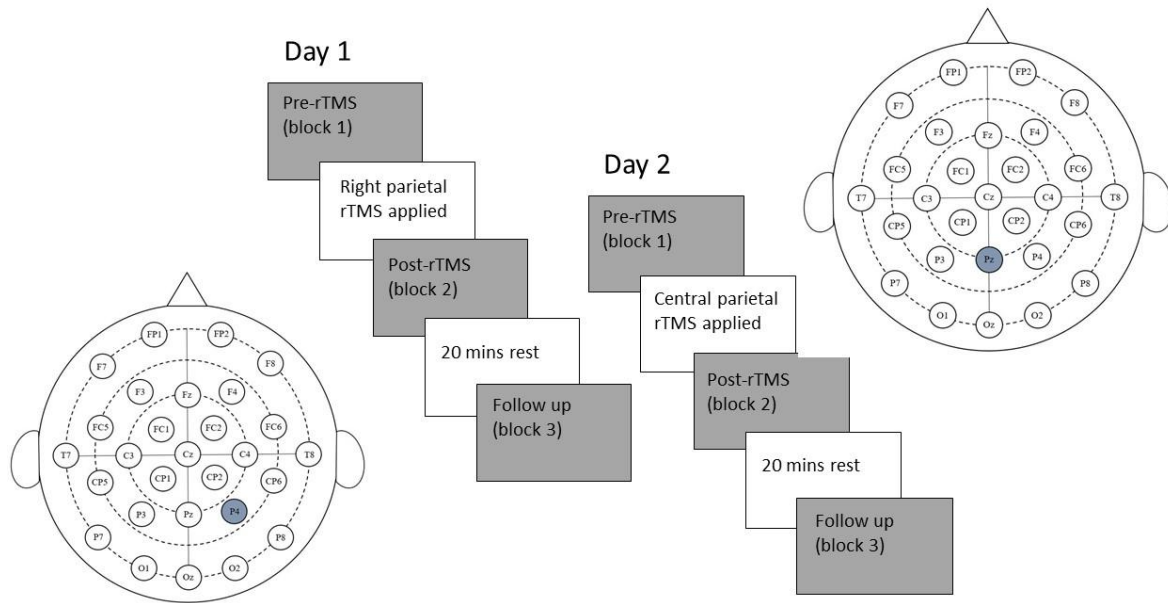 Day 1
Pre-rTMS
(block 1)
Right parietal
rTMS applied
Post-rTMS
(block 2)
20 mins rest
Follow up
(block 3)
Day 2
Pre-rTMS
(block 1)
Central parietal
rTMS applied
Post-rTMS
(block 2)
20 mins rest
Follow up
(block 3)
FP1 FP2
F7 F8
F3 Fz F4
FC5 FC1 FC2 FC6
T7 C3 Cz C4 T8
CP5 CP1 CP2 CP6
P3 Pz P4
P7 P8
O1 Oz O2
FP1 FP2
F7 F8
F3 Fz F4
FC5 FC1 FC2 FC6
T7 C3 Cz C4 T8
CP5 CP1 CP2 CP6
P3 Pz P4
P7 P8
O1 Oz O2